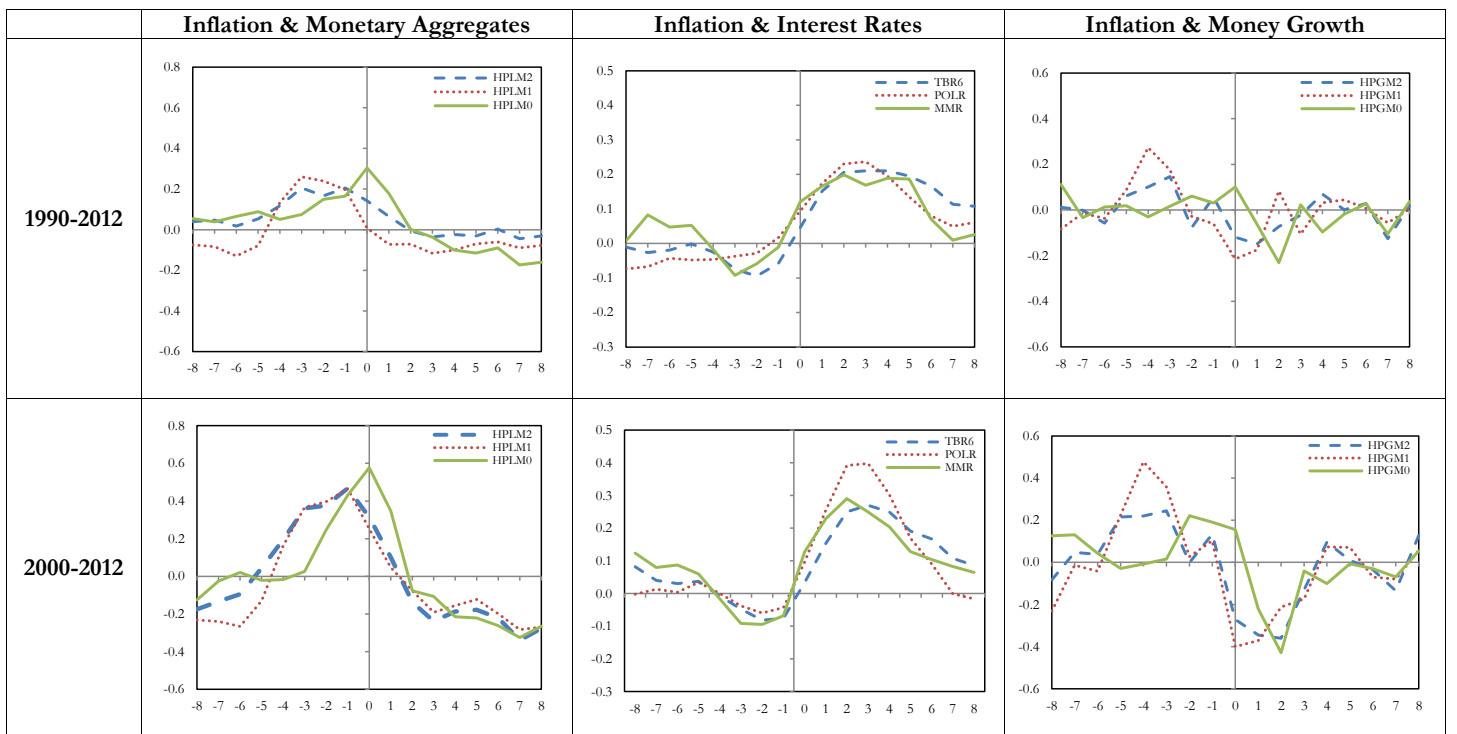 Inflation & Monetary Aggregates
Inflation & Interest Rates
Inflation & Money Growth
1990-2012
0.8
0.6
0.4
0.2
0.0
-0.2
-0.4
-0.6
-8 -7 -6 -5 -4 -3 -2 -1 0 1 2 3 4 5 6 7 8
HPLM2
HPLM1
HPLM0
0.5
0.4
0.3
0.2
0.1
0.0
-0.1
-0.2
-0.3
-8 -7 -6 -5 -4 -3 -2 -1 0 1 2 3 4 5 6 7 8
TBR6
POLR
MMR
0.6
0.4
0.2
0.0
-0.2
-0.4
-0.6
-8 -7 -6 -5 -4 -3 -2 -1 0 1 2 3 4 5 6 7 8
HPGM2
HPGM1
HPGM0
2000-2012
0.8
0.6
0.4
0.2
0.0
-0.2
-0.4
-0.6
-8 -7 -6 -5 -4 -3 -2 -1 0 1 2 3 4 5 6 7 8
HPLM2
HPLM1
HPLM0
0.5
0.4
0.3
0.2
0.1
0.0
-0.1
-0.2
-0.3
-8 -7 -6 -5 -4 -3 -2 -1 0 1 2 3 4 5 6 7 8
TBR6
POLR
MMR
0.6
0.4
0.2
0.0
-0.2
-0.4
-0.6
-8 -7 -6 -5 -4 -3 -2 -1 0 1 2 3 4 5 6 7 8
HPGM2
HPGM1
HPGM0